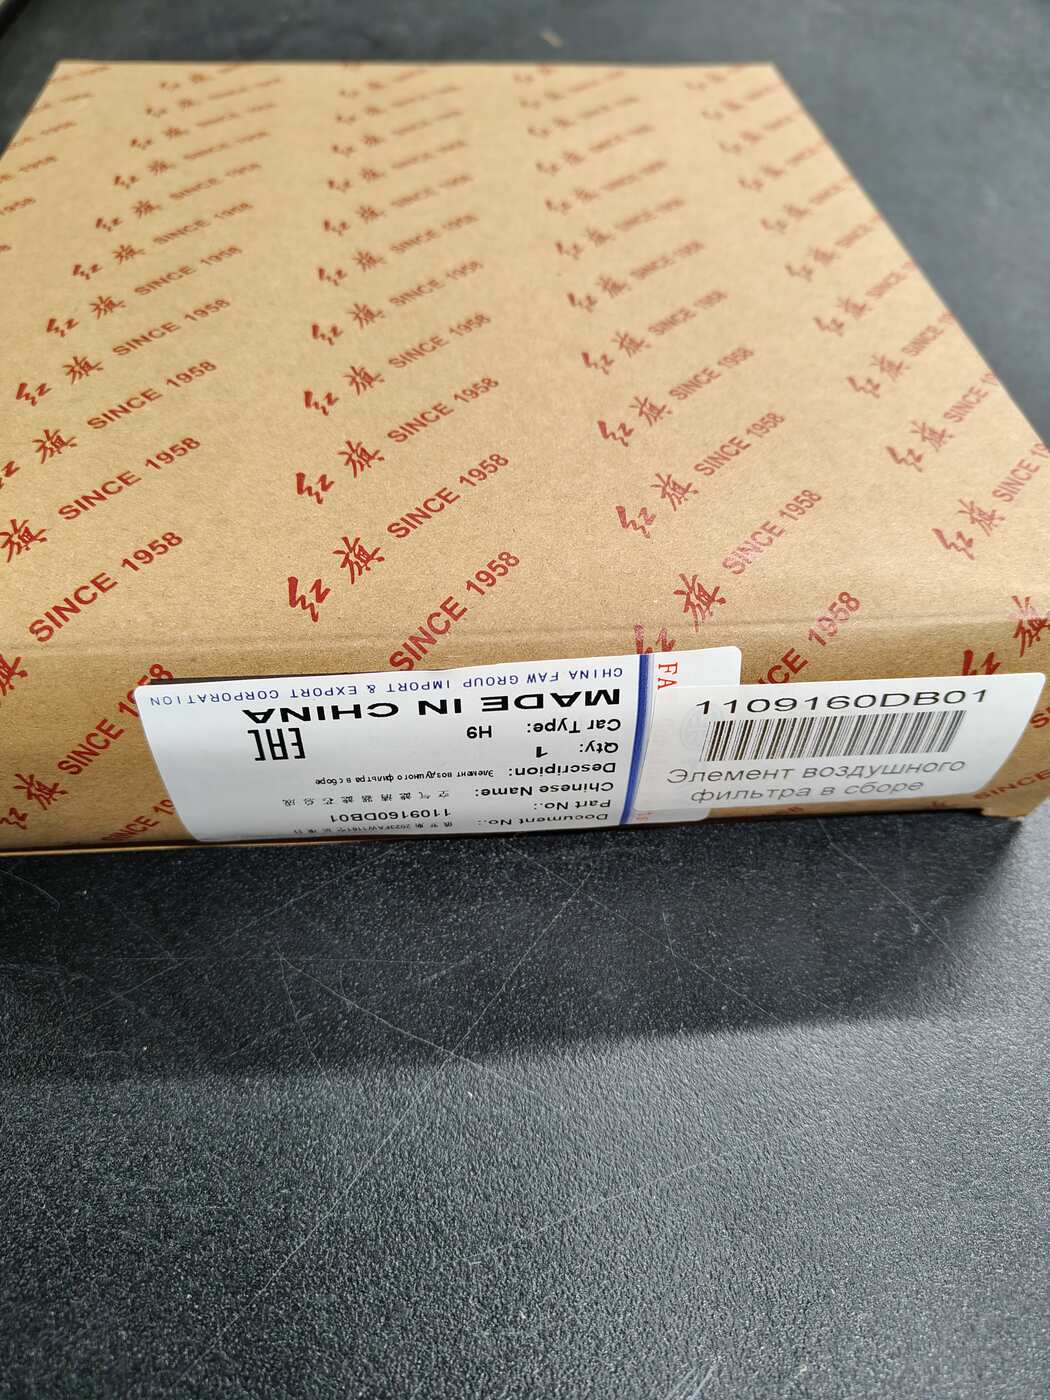 红旗 SINCE 1958
CHINA FAW GROUP IMPORT & EXPORT CORPORATION
MADE IN CHINA
Car Type: H9
EAC
Qty: 1
Descripion: Элемент воздушного фильтра в сборе
Chinese Name: 空气滤清器滤芯总成
Part No.: 1109160DB01
Document No.:
FA
1109160DB01
Элемент воздушного
фильтра в сборе